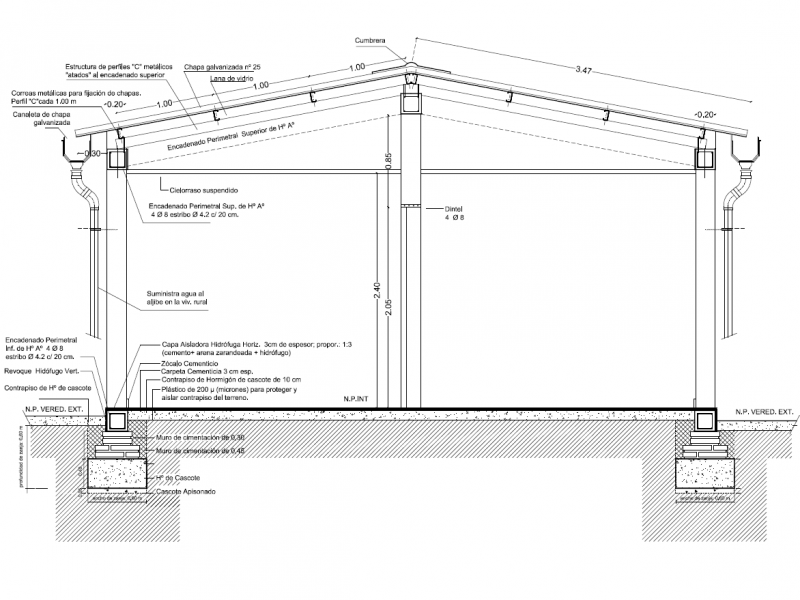 Cumbrera
3.47
Estructura de perfiles "C" metálicos
"atados" al encadenado superior
Chapa galvanizada nº 25
Lana de vidrio
1.00
1.00
1.00
Correas metálicas para fijación de chapas.
Perfil "C"cada 1.00 m
0.20
0.20
Canaleta de chapa
galvanizada
Encadenado Perimetral Superior de Hº Aº
0.30
0.85
Cielorraso suspendido
Encadenado Perimetral Sup. de Hº Aº
4 Ø 8 estribo Ø 4.2 c/ 20 cm.
Dintel
4 Ø 8
Suministra agua al
aljibe en la viv. rural
2.40
2.05
Encadenado Perimetral
Inf. de Hº Aº 4 Ø 8
estribo Ø 4.2 c/ 20 cm.
Revoque Hidófugo Vert.
Contrapiso de Hº de cascote
Capa Aisladora Hidrófuga Horiz. 3cm de espesor; propor.: 1:3
(cemento+ arena zarandeada + hidrófugo)
Zócalo Cementicio
Carpeta Cementicia 3 cm esp.
Contrapiso de Hormigón de cascote de 10 cm
Plástico de 200 µ (micrones) para proteger y
aislar contrapiso del terreno.
N.P.INT
N.P. VERED. EXT.
N.P. VERED. EXT.
Muro de cimentación de 0.30
Muro de cimentación de 0.45
Hº de Cascote
Cascote Apisonado
ancho de zanja 0,60 m
ancho de zanja 0,60 m